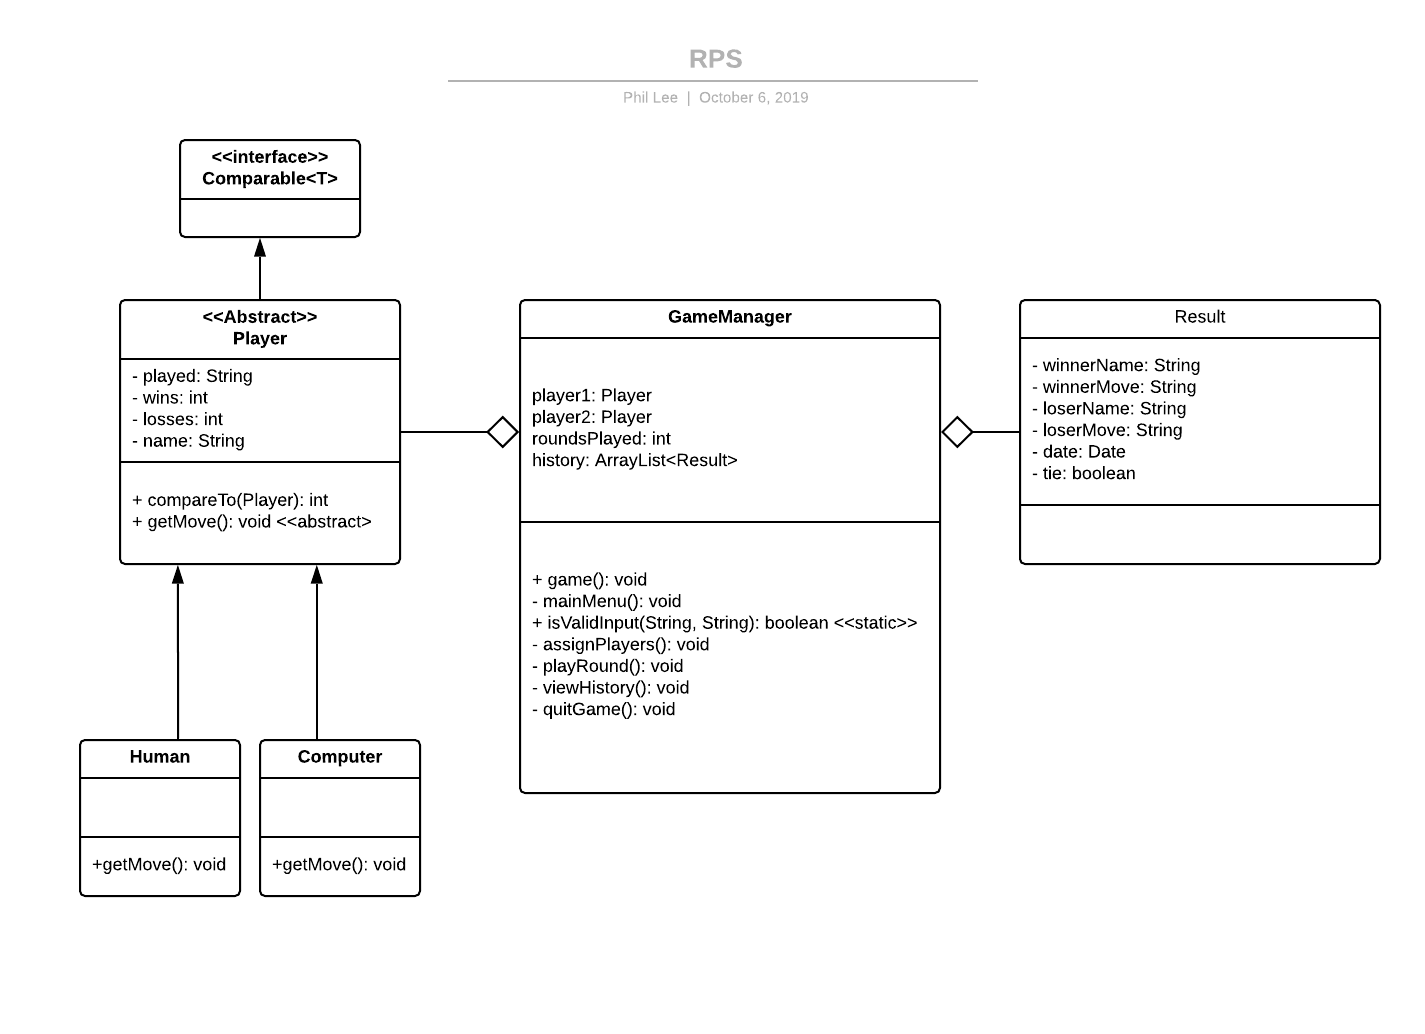 RPS
Phil Lee | October 6, 2019
<<interface>>
Comparable<T>
<<Abstract>>
Player
- played: String
- wins: int
- losses: int
- name: String
+ compareTo(Player): int
+ getMove(): void <<abstract>
GameManager
player1: Player
player2: Player
roundsPlayed: int
history: ArrayList<Result>
+ game(): void
- mainMenu(): void
+ isValidInput(String, String): boolean <<static>>
- assignPlayers(): void
- playRound(): void
- viewHistory(): void
- quitGame(): void
Result
- winnerName: String
- winnerMove: String
- loserName: String
- loserMove: String
- date: Date
- tie: boolean
Human
+getMove(): void
Computer
+getMove(): void